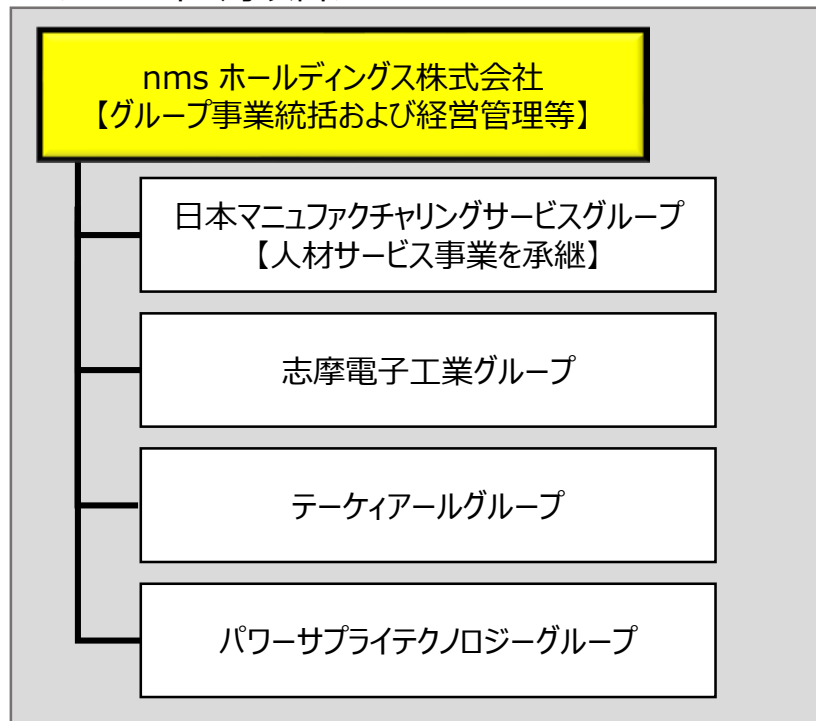 nms ホールディングス株式会社
【グループ事業統括および経営管理等】
日本マニュファクチャリングサービスグループ
【人材サービス事業を承継】
志摩電子工業グループ
テーケィアールグループ
パワーサプライテクノロジーグループ